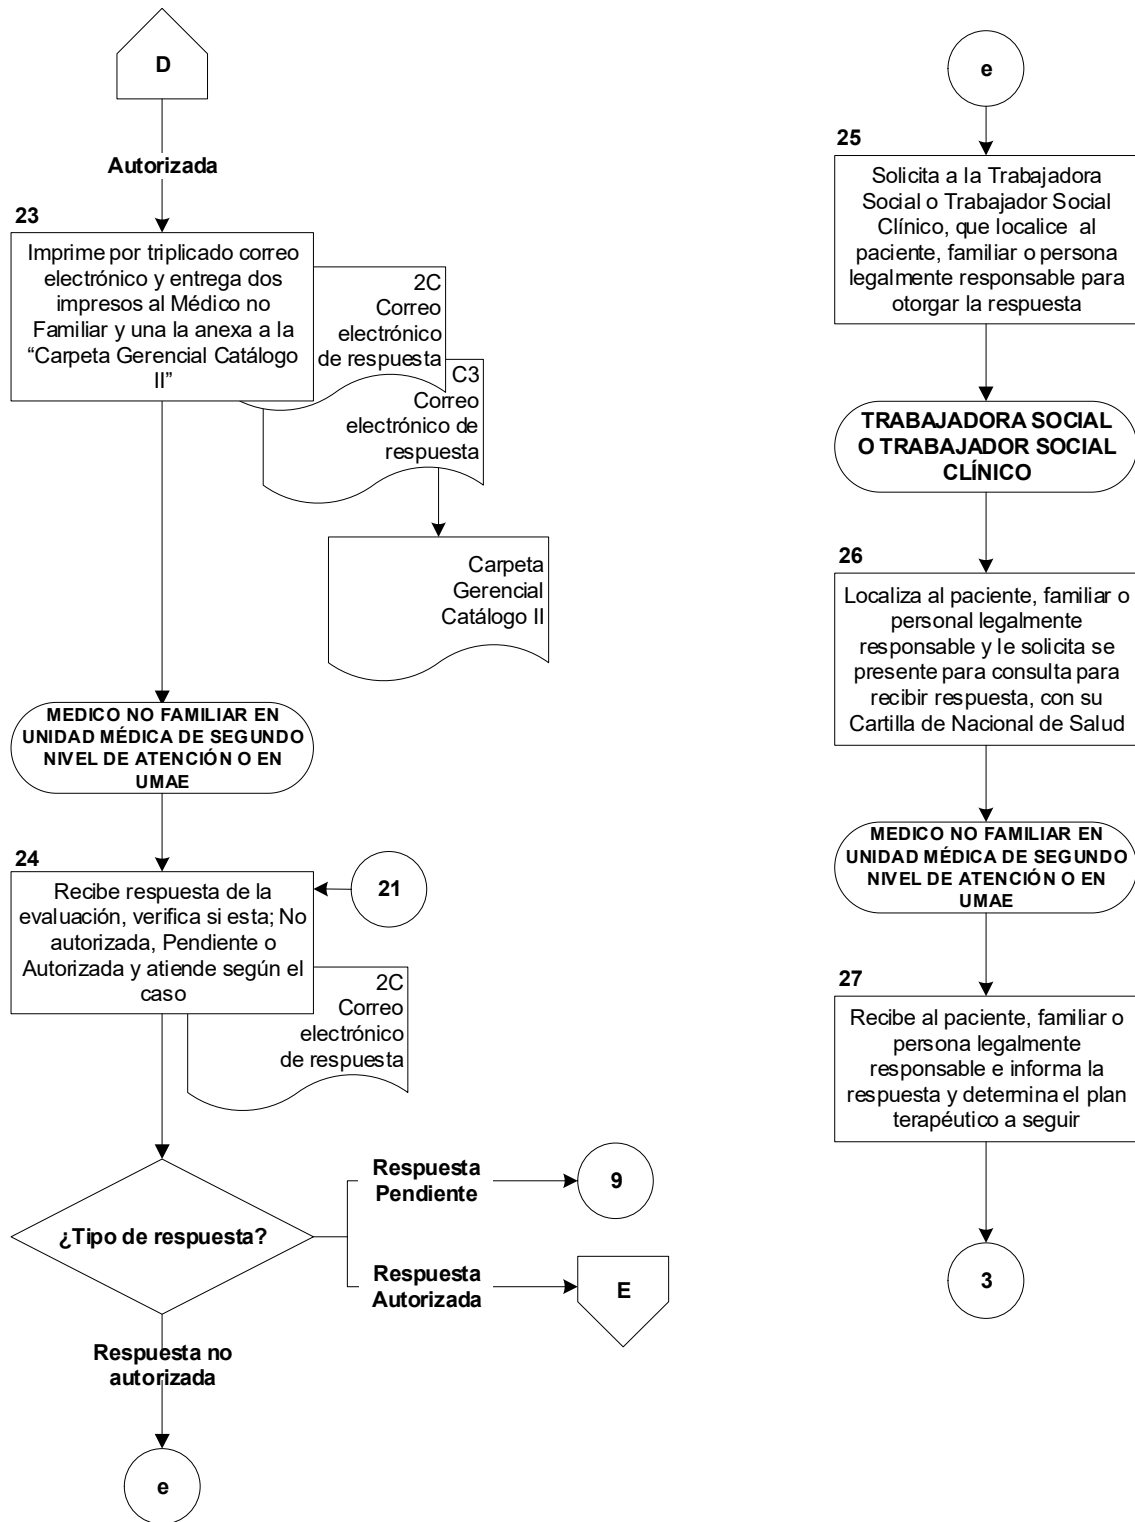 D
Autorizada
23
Imprime por triplicado correo
electrónico y entrega dos
impresos al Médico no
Familiar y una la anexa a la
“Carpeta Gerencial Catálogo
II”
2C
Correo
electrónico
de respuesta
C3
Correo
electrónico de
respuesta
Carpeta
Gerencial
Catálogo II
MEDICO NO FAMILIAR EN
UNIDAD MÉDICA DE SEGUNDO
NIVEL DE ATENCIÓN O EN
UMAE
24
Recibe respuesta de la
evaluación, verifica si esta; No
autorizada, Pendiente o
Autorizada y atiende según el
caso
21
2C
Correo
electrónico
de respuesta
¿Tipo de respuesta?
Respuesta
Pendiente
9
Respuesta
Autorizada
E
Respuesta no
autorizada
e
e
25
Solicita a la Trabajadora
Social o Trabajador Social
Clínico, que localice al
paciente, familiar o persona
legalmente responsable para
otorgar la respuesta
TRABAJADORA SOCIAL
O TRABAJADOR SOCIAL
CLÍNICO
26
Localiza al paciente, familiar o
personal legalmente
responsable y le solicita se
presente para consulta para
recibir respuesta, con su
Cartilla de Nacional de Salud
MEDICO NO FAMILIAR EN
UNIDAD MÉDICA DE SEGUNDO
NIVEL DE ATENCIÓN O EN
UMAE
27
Recibe al paciente, familiar o
persona legalmente
responsable e informa la
respuesta y determina el plan
terapéutico a seguir
3